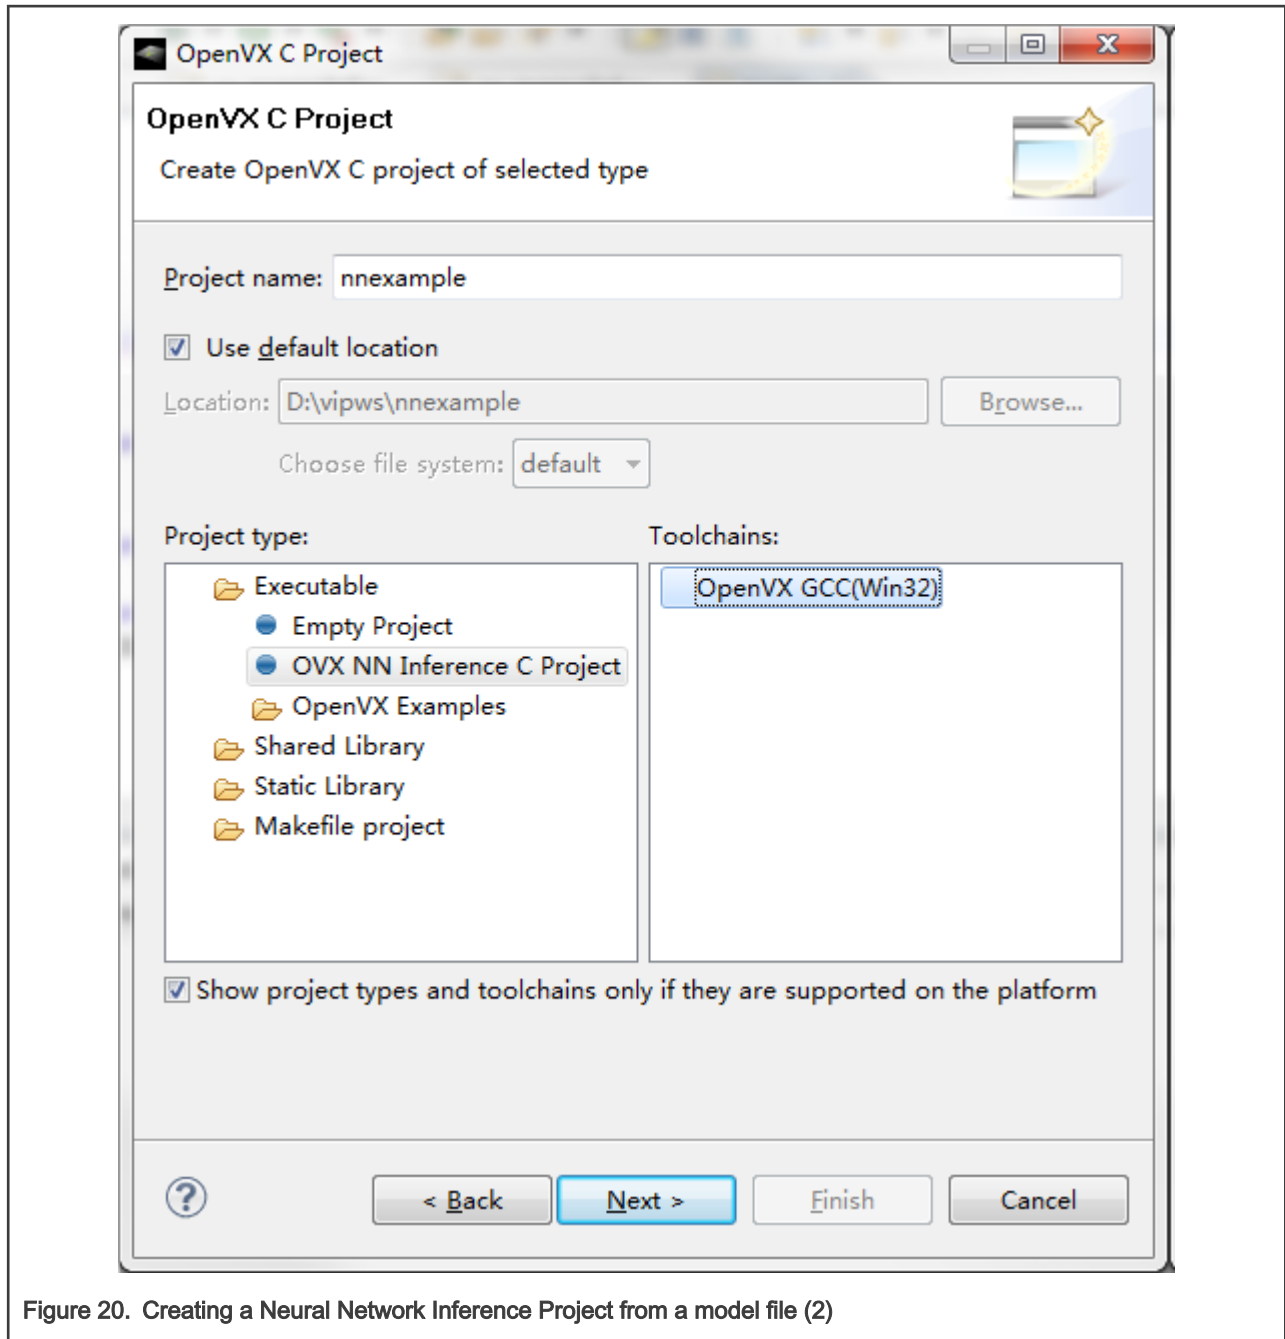 OpenVX C Project
OpenVX C Project
Create OpenVX C project of selected type
Project name: nnexample
Use default location
Location: D:\vipws\nnexample Browse...
Choose file system: default
Project type: Toolchains:
Executable OpenVX GCC(Win32)
Empty Project
OVX NN Inference C Project
OpenVX Examples
Shared Library
Static Library
Makefile project
Show project types and toolchains only if they are supported on the platform
? < Back Next > Finish Cancel
Figure 20. Creating a Neural Network Inference Project from a model file (2)